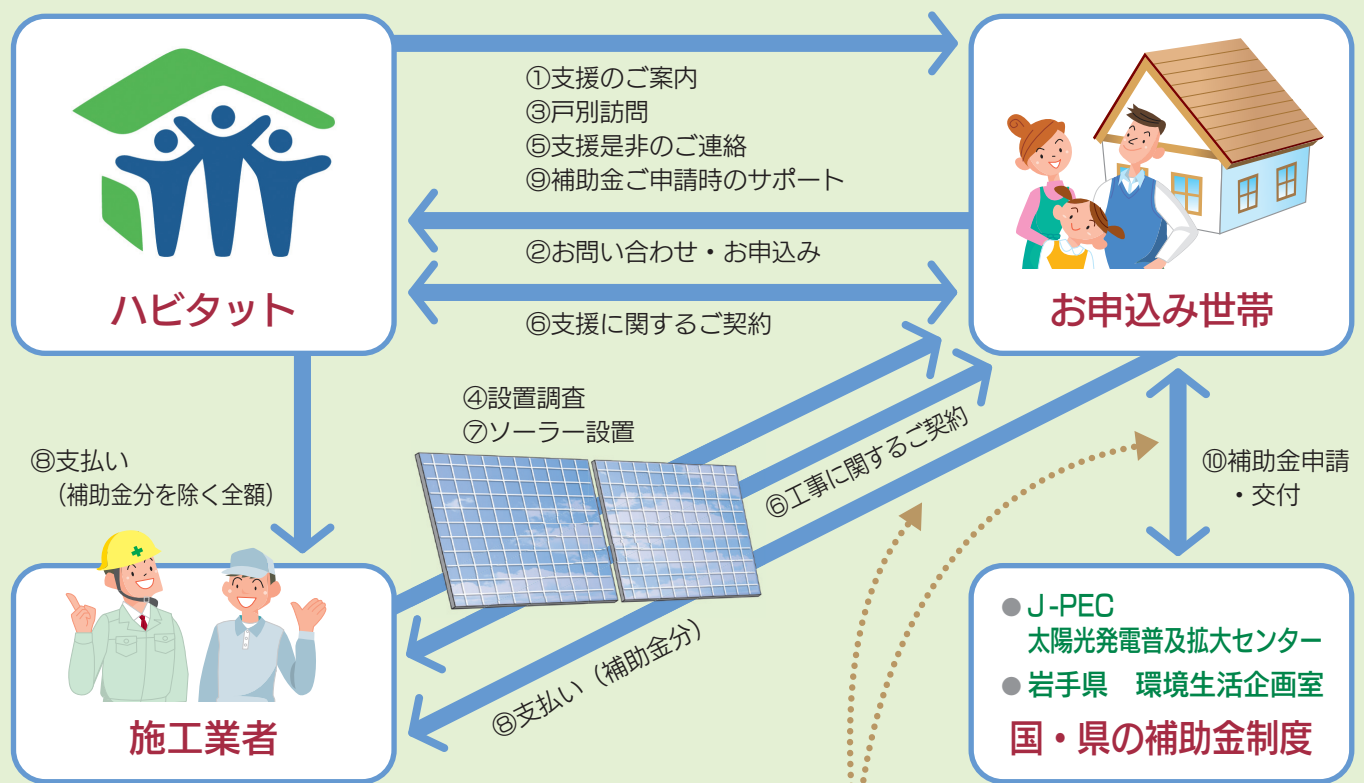 ①支援のご案内
③戸別訪問
⑤支援是非のご連絡
⑨補助金ご申請時のサポート
②お問い合わせ・お申込み
⑥支援に関するご契約
ハビタット
お申込み世帯
④設置調査
⑦ソーラー設置
⑥工事に関するご契約
⑧支払い
（補助金分を除く全額）
⑩補助金申請
・交付
⑧支払い（補助金分）
施工業者
●J-PEC
太陽光発電普及拡大センター
●岩手県　環境生活企画室
国・県の補助金制度